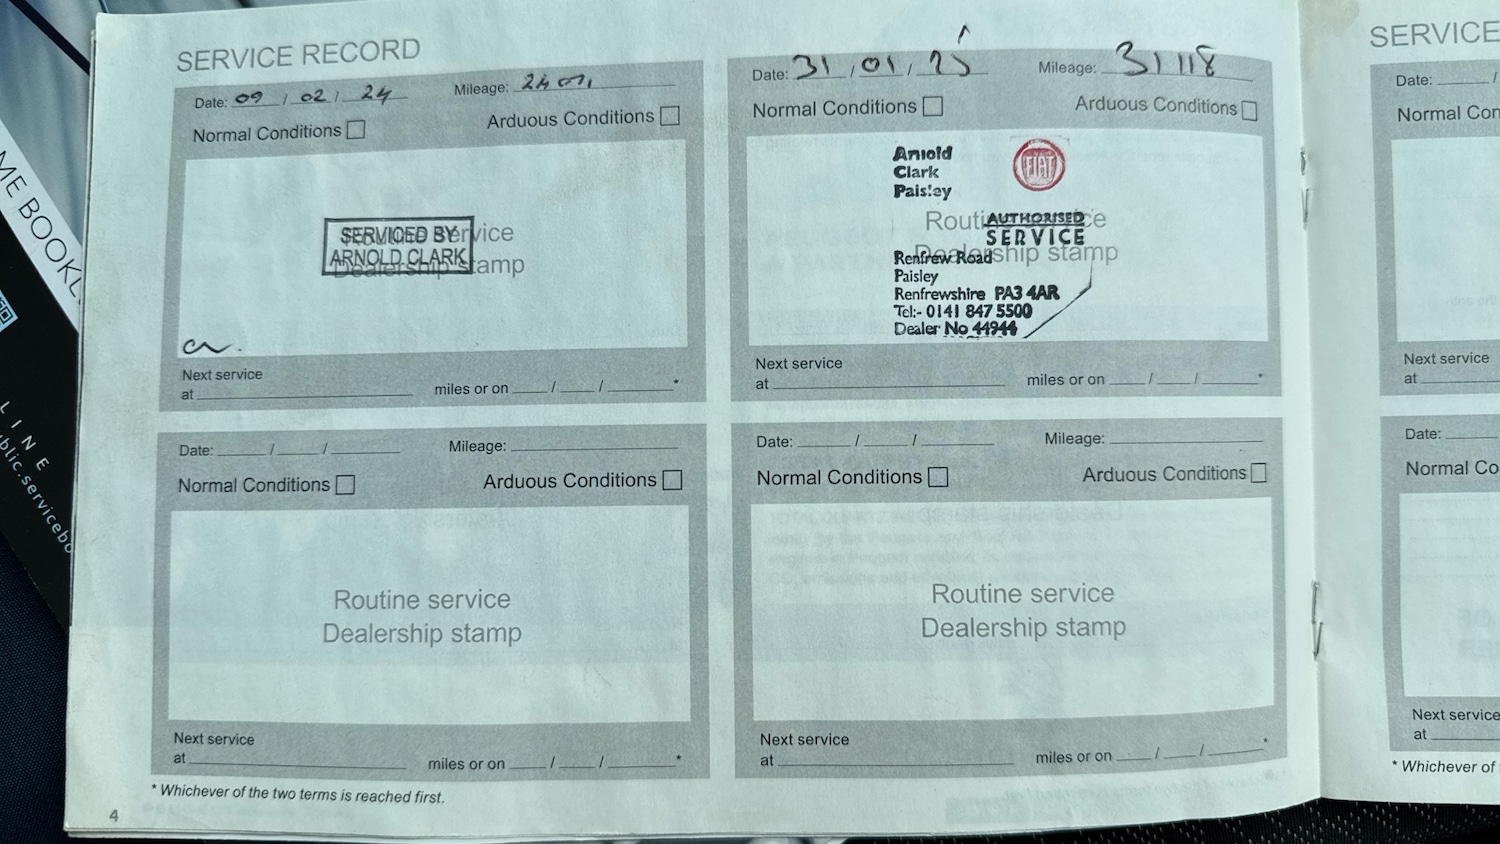 SERVICE RECORD
Date: 09 / 02 / 24 Mileage:
Normal Conditions Arduous Conditions
Routine Service
Dealership stamp
SERVICED BY
ARNOLD CLARK
Next service
at miles or on / / *
Date: 31 / 01 / 25 Mileage: 31118
Normal Conditions Arduous Conditions
Arnold
Clark
Paisley
FIAT
Routine service
Dealership stamp
AUTHORISED
SERVICE
Renfrew Road
Paisley
Renfrewshire PA3 4AR
Tel:- 0141 847 5500
Dealer No 44944
Next service
at miles or on / / *
Date: / / Mileage:
Normal Conditions Arduous Conditions
Routine service
Dealership stamp
Next service
at miles or on / / *
Date: / / Mileage:
Normal Conditions Arduous Conditions
Routine service
Dealership stamp
Next service
at miles or on / / *
* Whichever of the two terms is reached first.
4
SERVICE
Date: /
Normal Con
Next service
at
Date:
Normal Co
Next service
at
* Whichever of
ME BOOKL
LINE
blic.servicebo